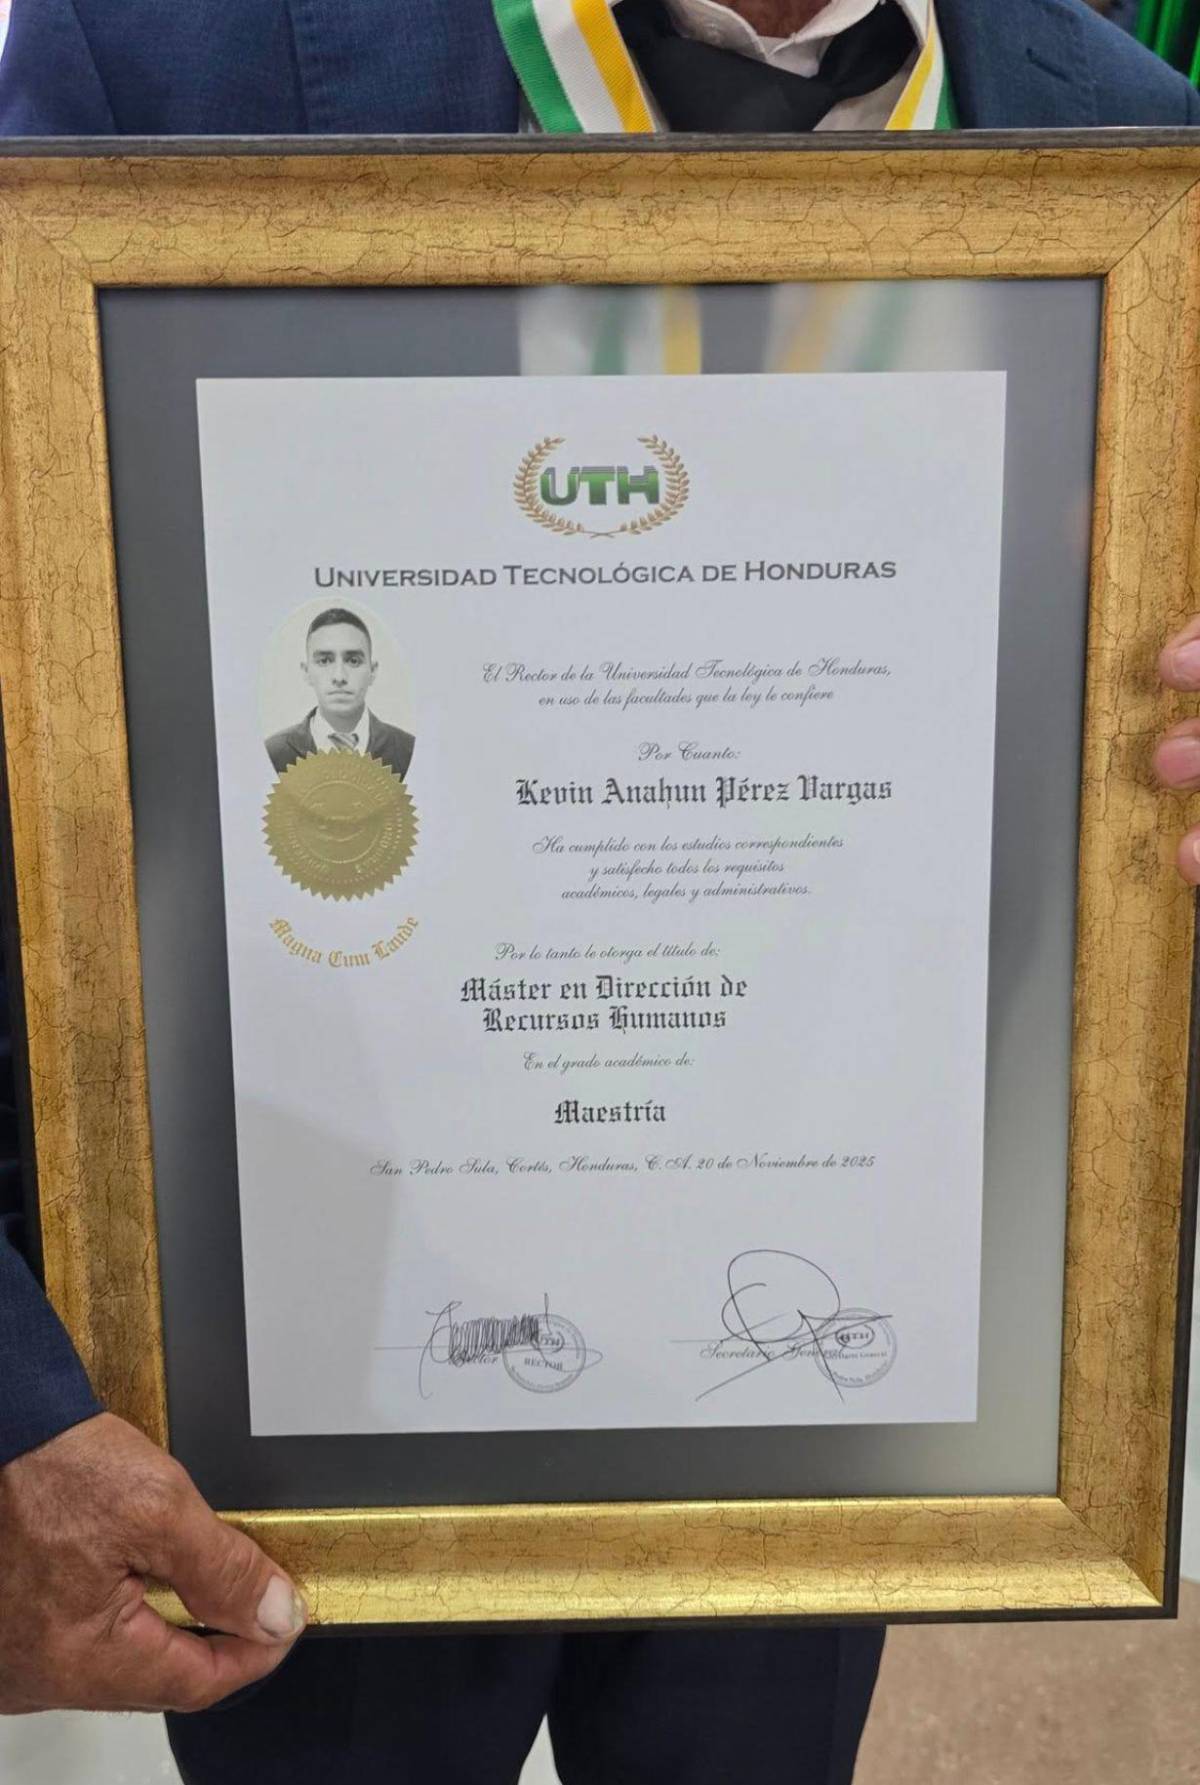 UTH
UNIVERSIDAD TECNOLÓGICA DE HONDURAS
El Rector de la Universidad Tecnológica de Honduras,
en uso de las facultades que la ley le confiere
Por Cuanto:
Kevin Anahun Pérez Vargas
Ha cumplido con los estudios correspondientes
y satisfecho todos los requisitos
académicos, legales y administrativos.
Magna Cum Laude
Por lo tanto le otorga el título de:
Máster en Dirección de
Recursos Humanos
En el grado académico de:
Maestría
San Pedro Sula, Cortés, Honduras, C. A. 20 de Noviembre de 2025
Rector
UTH
RECTOR
Secretario General
UTH